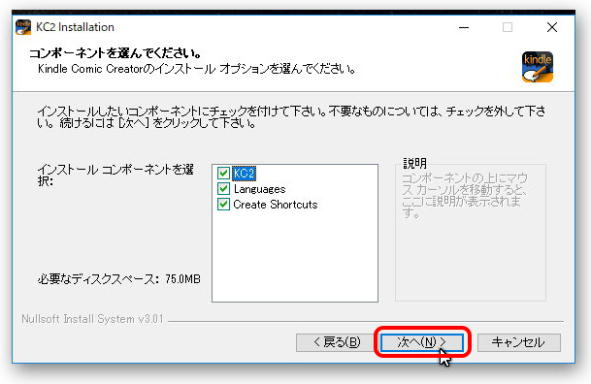 KC2 Installation
コンポーネントを選んでください。
Kindle Comic Creatorのインストール オプションを選んでください。
kindle
インストールしたいコンポーネントにチェックを付けて下さい。不要なものについては、チェックを外して下さ
い。 続けるには [次へ] をクリックして下さい。
インストール コンポーネントを選
択:
KC2
Languages
Create Shortcuts
説明
コンポーネントの上にマウ
ス カーソルを移動すると、
ここに説明が表示されま
す。
必要なディスクスペース: 75.0MB
Nullsoft Install System v3.01
< 戻る(B)
次へ(N) >
キャンセル